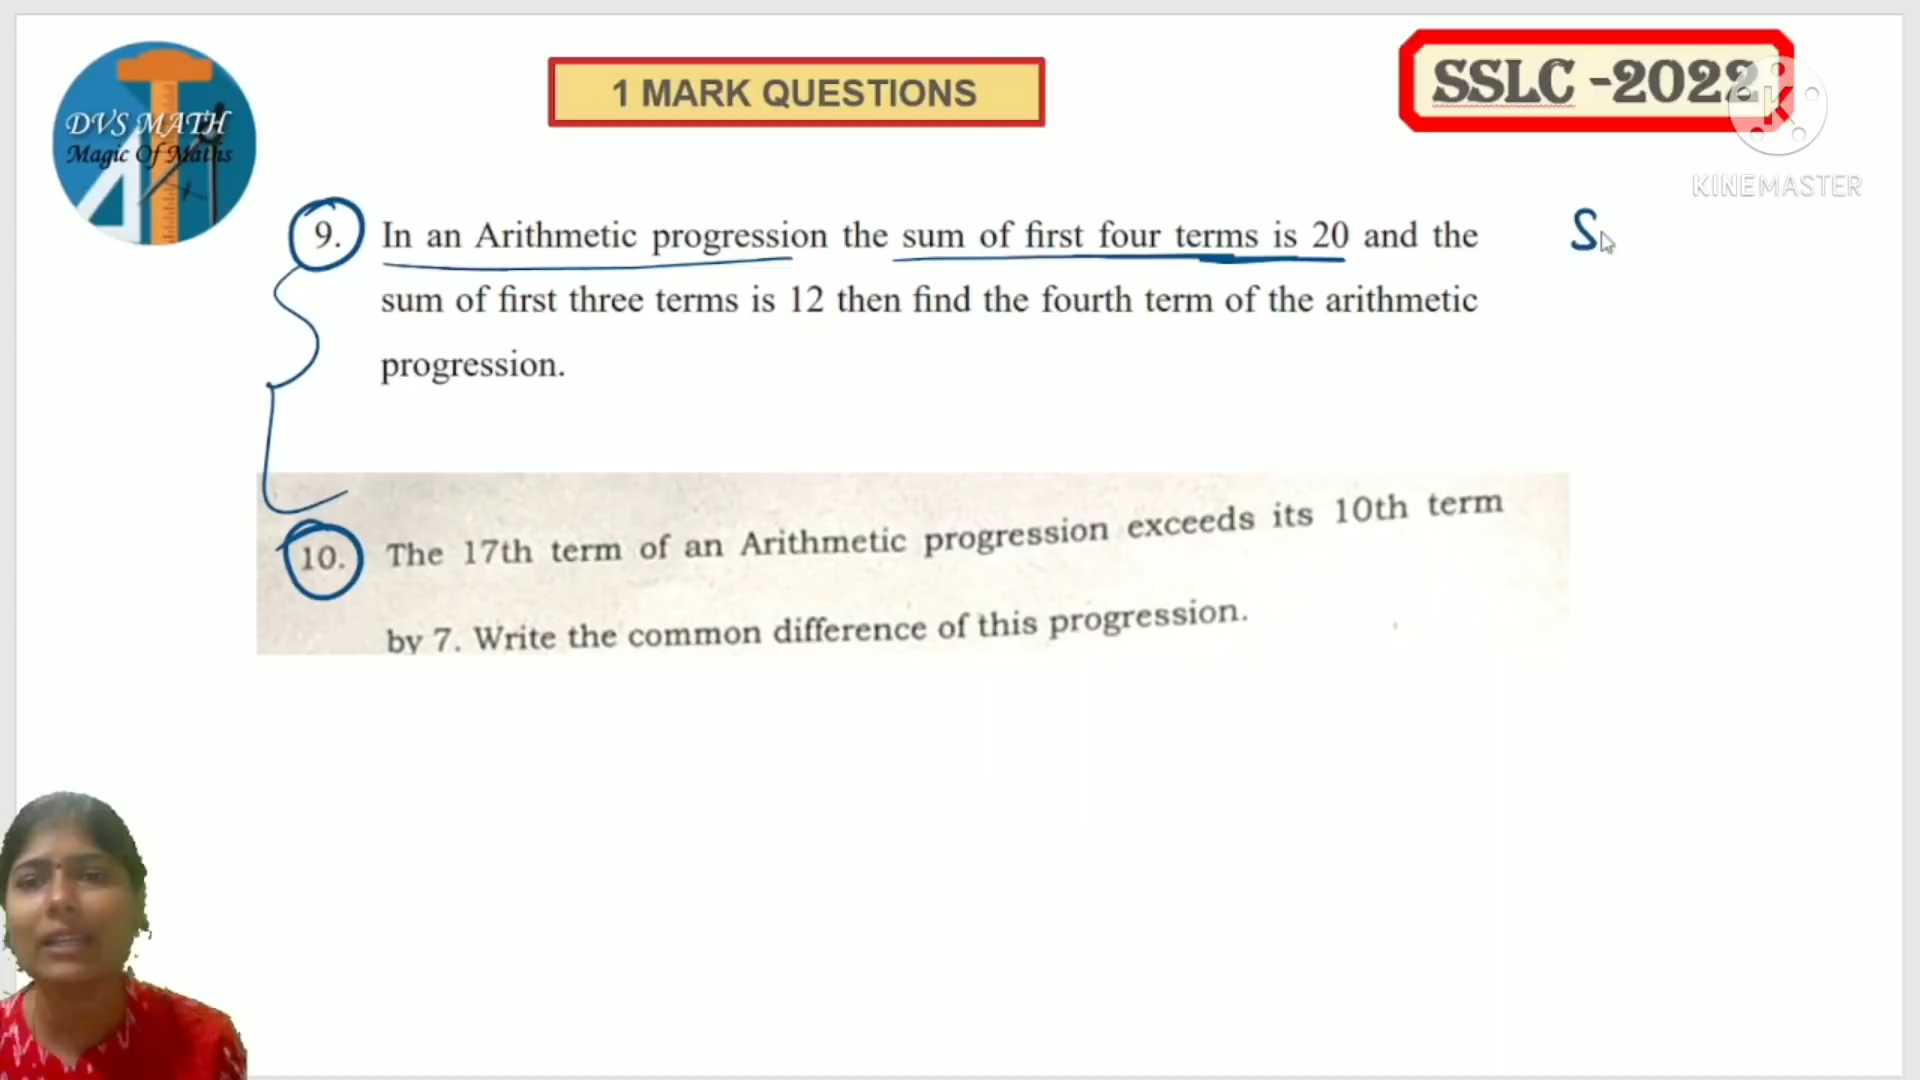 DVS MATH
Magic Of Maths
1 MARK QUESTIONS
SSLC -2022
KINEMASTER
9. In an Arithmetic progression the sum of first four terms is 20 and the
sum of first three terms is 12 then find the fourth term of the arithmetic
progression.
S
10. The 17th term of an Arithmetic progression exceeds its 10th term
by 7. Write the common difference of this progression.